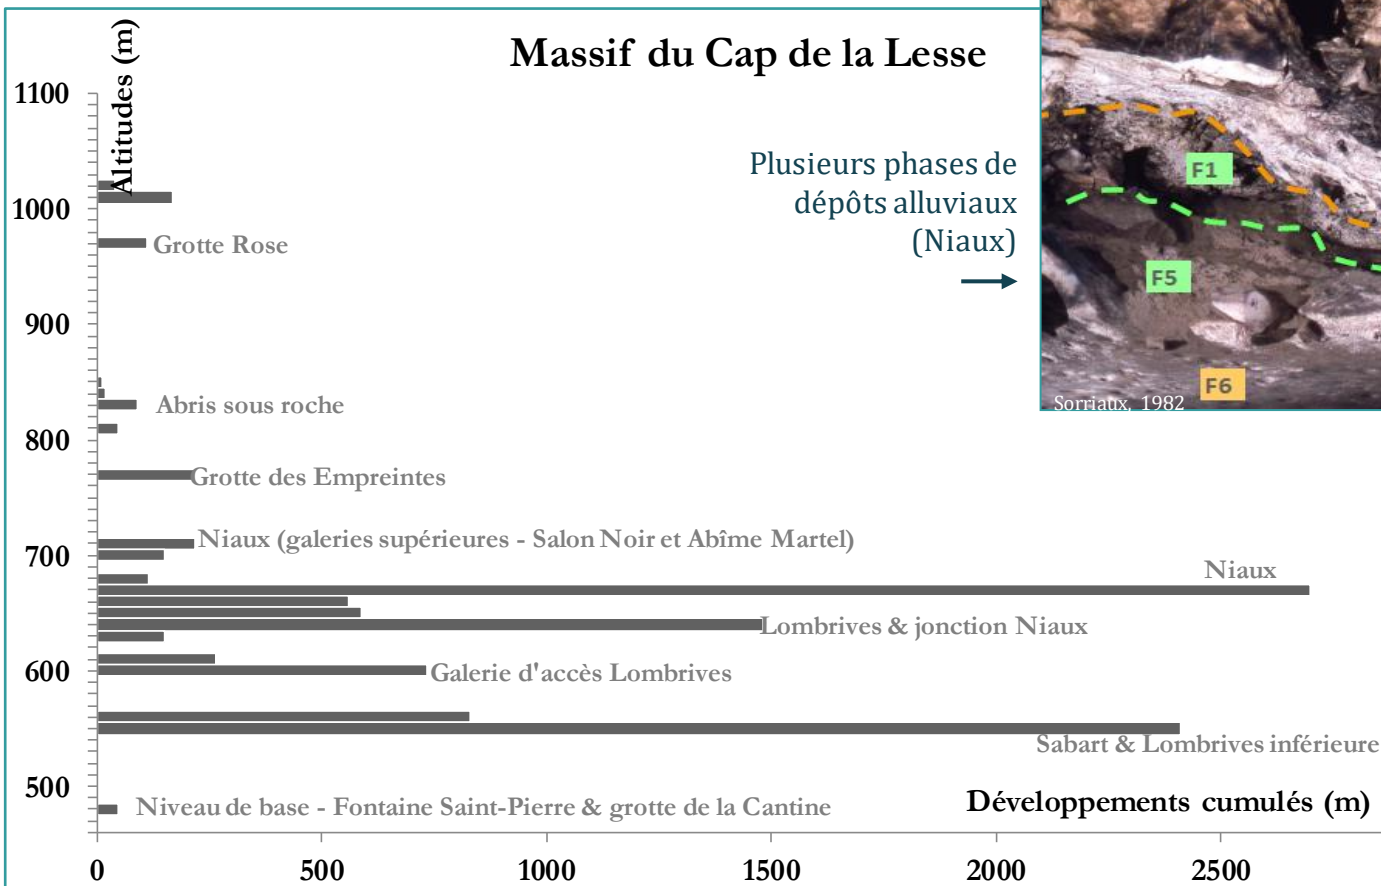 Massif du Cap de la Lesse
Altitudes (m)
1100
1000
900
800
700
600
500
Plusieurs phases de
dépôts alluviaux
(Niaux)
F1
F5
F6
Sorriaux, 1982
Grotte Rose
Abris sous roche
Grotte des Empreintes
Niaux (galeries supérieures - Salon Noir et Abîme Martel)
Niaux
Lombrives & jonction Niaux
Galerie d'accès Lombrives
Sabart & Lombrives inférieure
Niveau de base - Fontaine Saint-Pierre & grotte de la Cantine
Développements cumulés (m)
0 500 1000 1500 2000 2500